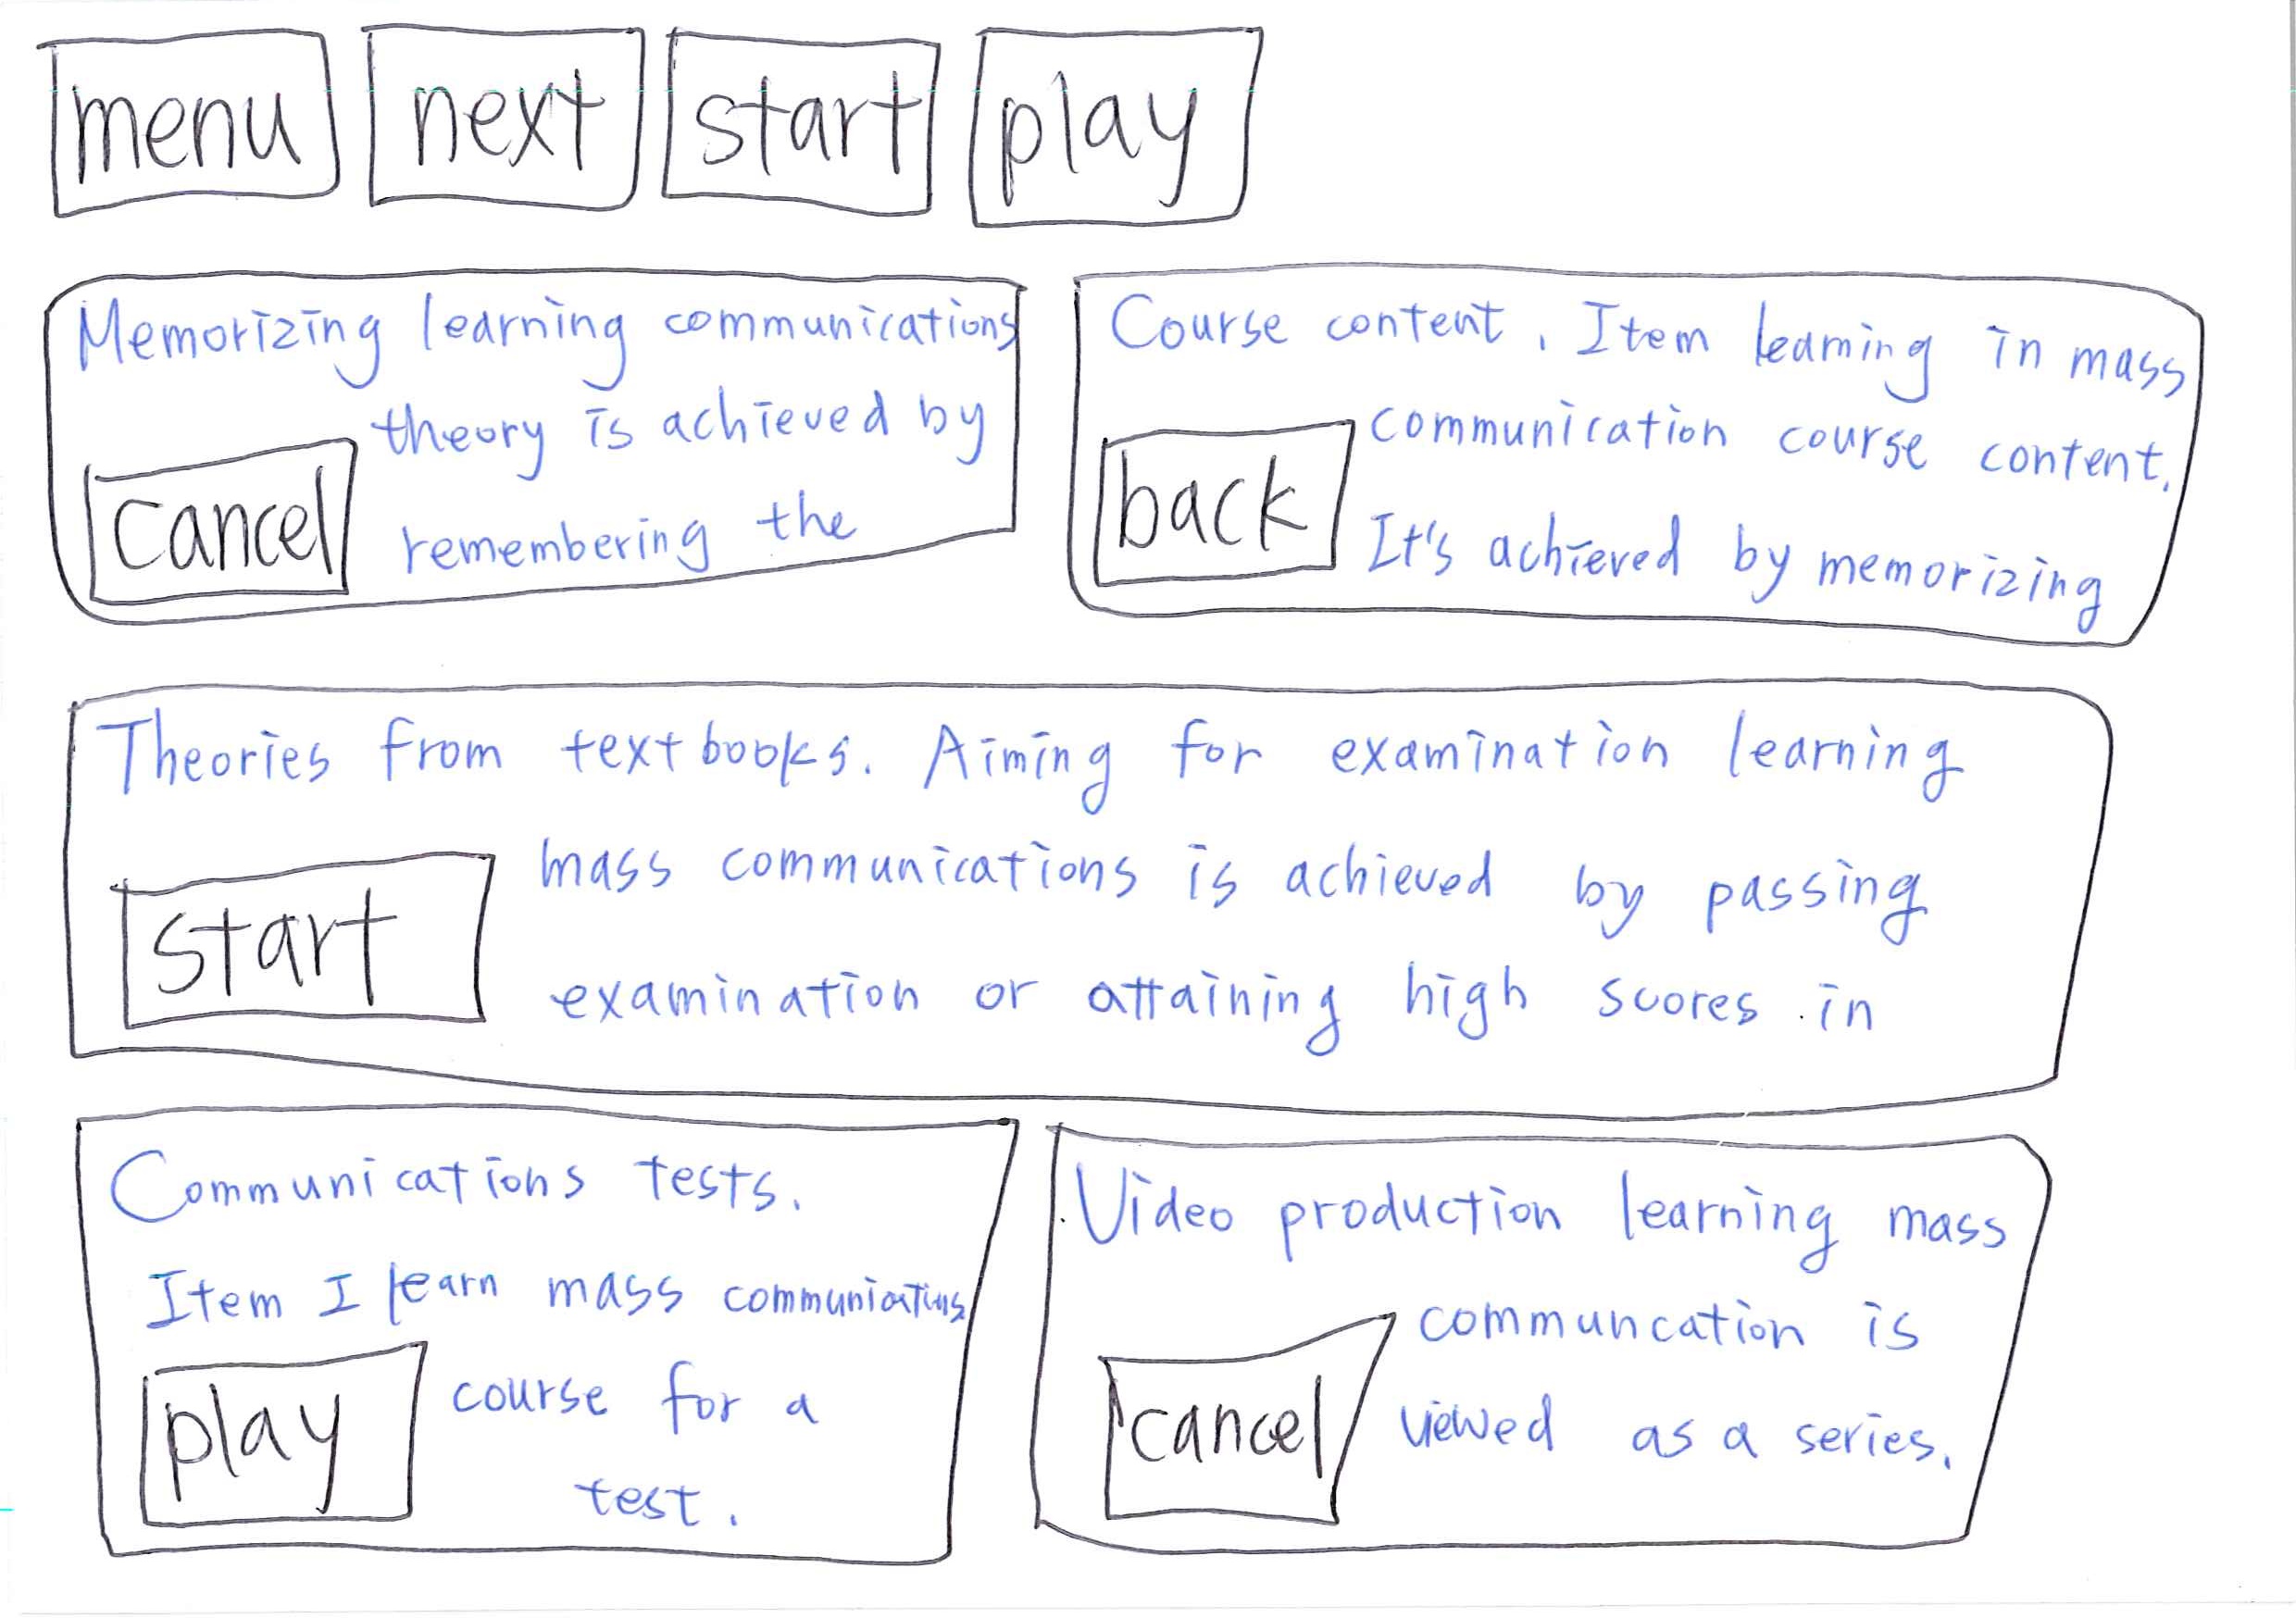 menu next start play
Memorizing learning communications
theory is achieved by
cancel
remembering the
Course content. Item learning in mass
communication course content.
back
It's achieved by memorizing
Theories from textbooks. Aiming for examination learning
mass communications is achieved by passing
start
examination or attaining high scores in
Communications tests.
Item I learn mass communications
play
course for a
test.
Video production learning mass
communcation is
cancel
viewed as a series.